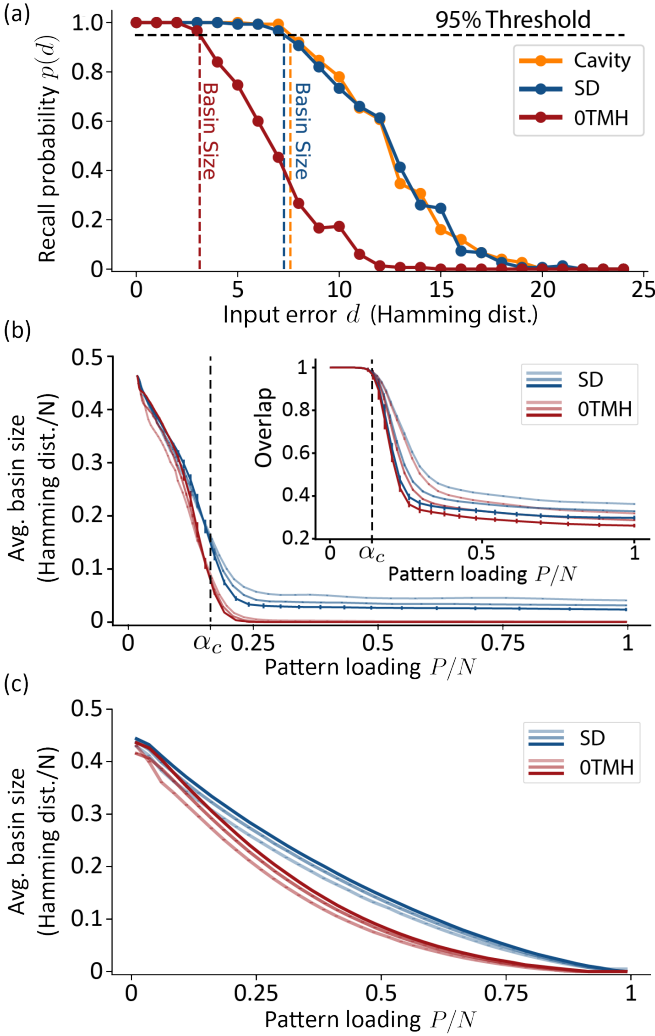 (a)
95% Threshold
Recall probability p(d)
1.0
0.8
0.6
0.4
0.2
0
Basin Size
Basin Size
Cavity
SD
0TMH
0
5
10
15
20
25
Input error d (Hamming dist.)
(b)
Avg. basin size
(Hamming dist./N)
0.5
0.4
0.3
0.2
0.1
0
Overlap
1
0.8
0.6
0.4
0.2
0
α_c
0.5
1
Pattern loading P/N
SD
0TMH
0
α_c
0.25
0.5
0.75
1
Pattern loading P/N
(c)
Avg. basin size
(Hamming dist./N)
0.5
0.4
0.3
0.2
0.1
0
SD
0TMH
0
0.25
0.5
0.75
1
Pattern loading P/N